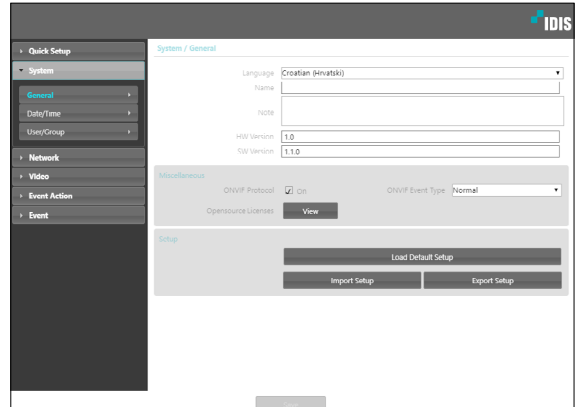 IDIS
Quick Setup
System
General
Date/Time
User/Group
Network
Video
Event Action
Event
System / General
Language Croatian (Hrvatski)
Name
Note
HW Version 1.0
SW Version 1.1.0
Miscellaneous
ONVIF Protocol On ONVIF Event Type Normal
Opensource Licenses View
Setup
Load Default Setup
Import Setup Export Setup
Save